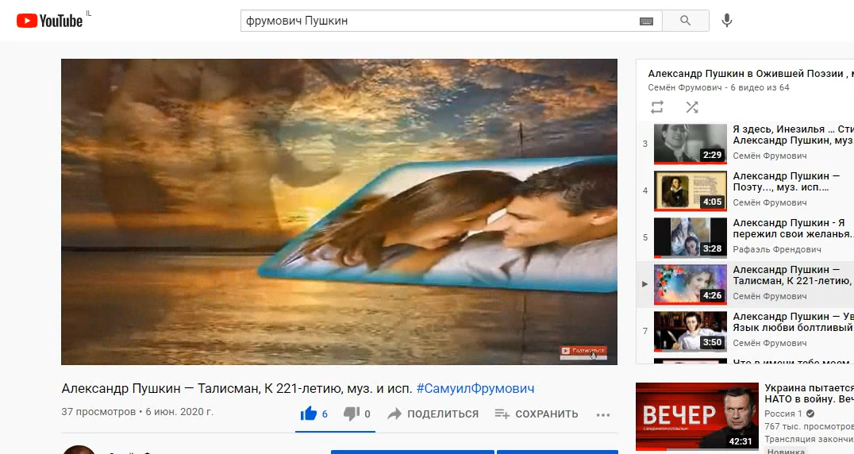 YouTube IL
фрумович Пушкин
Александр Пушкин в Ожившей Поэзии , м
Семён Фрумович - 6 видео из 64
3
2:29
Я здесь, Инезилья ... Сти
Александр Пушкин, муз.
Семён Фрумович
4
4:05
Александр Пушкин —
Поэту..., муз. исп....
Семён Фрумович
5
3:28
Александр Пушкин - Я
пережил свои желанья..
Рафаэль Френдович
4:26
Александр Пушкин —
Талисман, К 221-летию,
Семён Фрумович
7
3:50
Александр Пушкин — Ув
Язык любви болтливый
Семён Фрумович
Что в имени тебе моем
Александр Пушкин — Талисман, К 221-летию, муз. и исп. #СамуилФрумович
37 просмотров • 6 июн. 2020 г.
6
0
ПОДЕЛИТЬСЯ
СОХРАНИТЬ
ВЕЧЕР
42:31
Украина пытается
НАТО в войну. Веч
Россия 1
767 тыс. просмотров
Трансляция закончи
Новинка